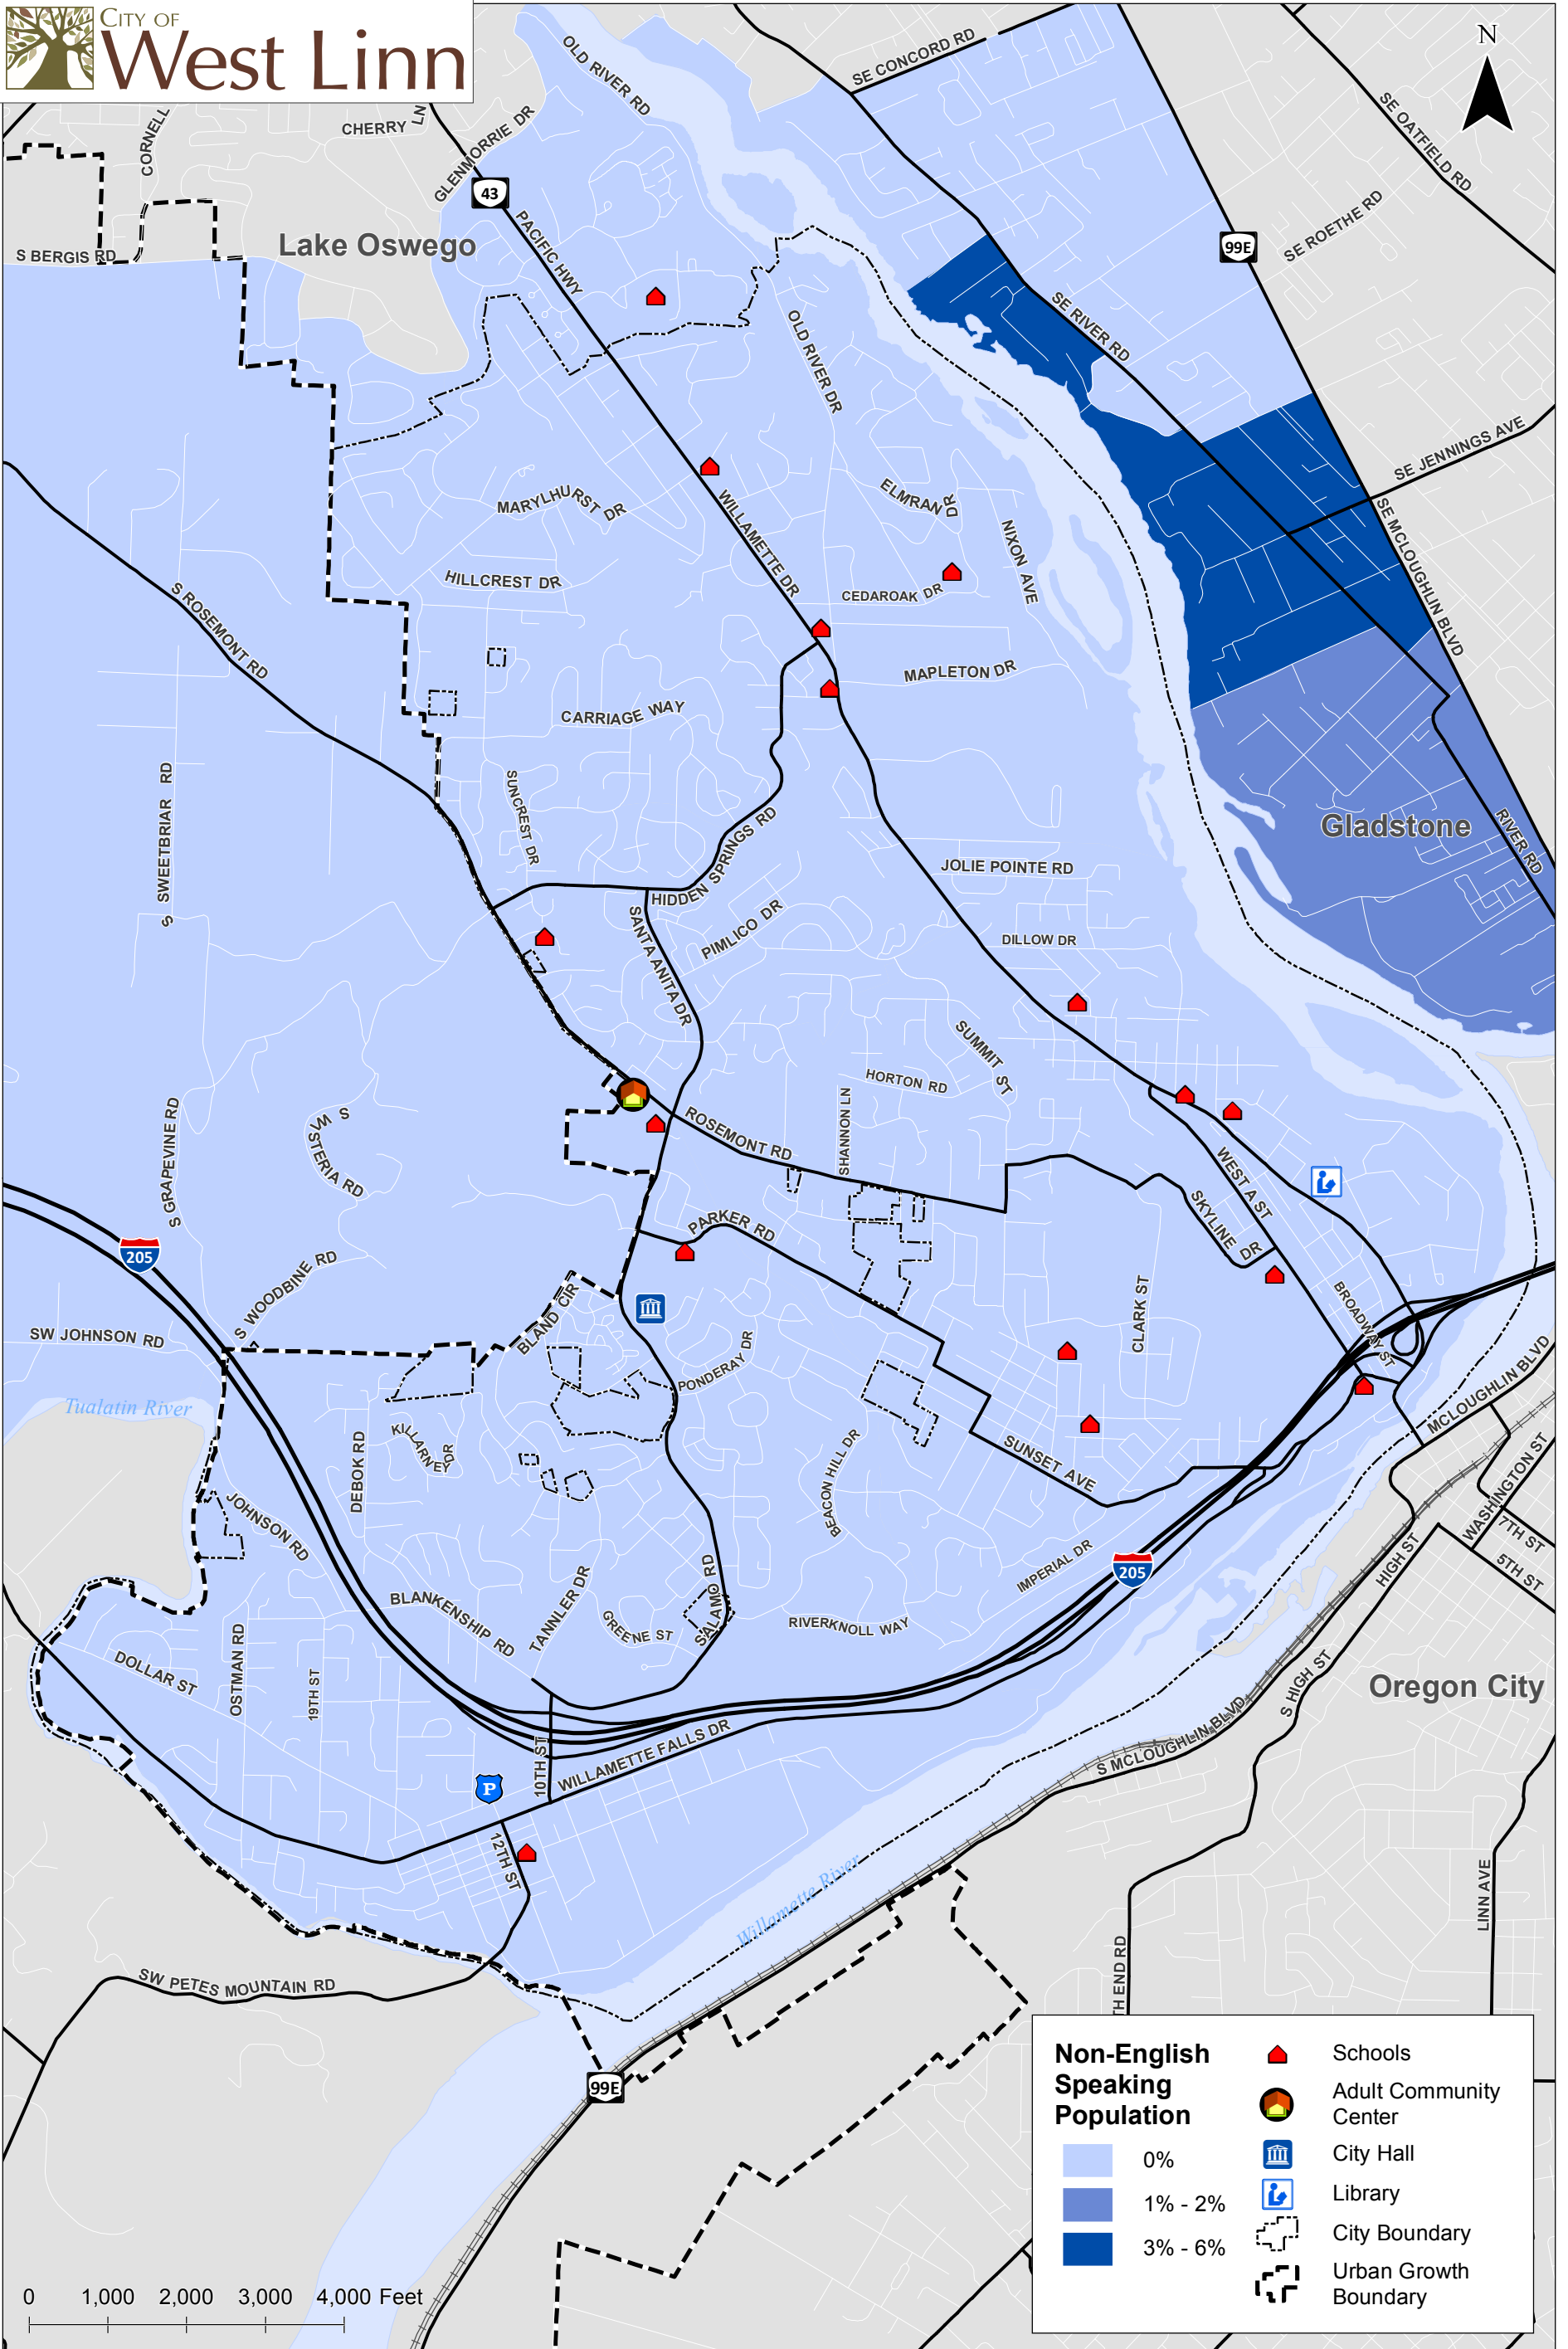 CITY OF
West Linn
N
OLD RIVER RD
SE CONCORD RD
SE OATFIELD RD
CORNELL
CHERRY LN
GLENMORRIE DR
43
PACIFIC HWY
99E
SE ROETHE RD
Lake Oswego
S BERGIS RD
SE RIVER RD
OLD RIVER DR
SE JENNINGS AVE
MARYLHURST DR
WILLAMETTE DR
ELMRAN DR
NIXON AVE
SE MCLOUGHLIN BLVD
S ROSEMONT RD
HILLCREST DR
CEDAROAK DR
MAPLETON DR
CARRIAGE WAY
S SWEETBRIAR RD
SUNCREST DR
HIDDEN SPRINGS RD
Gladstone
RIVER RD
JOLIE POINTE RD
SANTA ANITA DR
PIMLICO DR
DILLOW DR
SUMMIT ST
HORTON RD
SHANNON LN
S WISTERIA RD
S GRAPEVINE RD
ROSEMONT RD
WEST A ST
SKYLINE DR
PARKER RD
205
S WOODBINE RD
SW JOHNSON RD
BLAND CIR
CLARK ST
BROADWAY ST
PONDERAY DR
MCLOUGHLIN BLVD
Tualatin River
KILLARNEY DR
DEBOK RD
BEACON HILL DR
SUNSET AVE
WASHINGTON ST
JOHNSON RD
7TH ST
5TH ST
HIGH ST
IMPERIAL DR
205
BLANKENSHIP RD
TANNLER DR
GREENE ST
SALAMO RD
RIVERKNOLL WAY
DOLLAR ST
OSTMAN RD
19TH ST
S HIGH ST
Oregon City
10TH ST
WILLAMETTE FALLS DR
S MCLOUGHLIN BLVD
P
12TH ST
Willamette River
LINN AVE
TH END RD
SW PETES MOUNTAIN RD
99E
Non-English
Speaking
Population
0%
1% - 2%
3% - 6%
Schools
Adult Community
Center
City Hall
Library
City Boundary
Urban Growth
Boundary
0 1,000 2,000 3,000 4,000 Feet